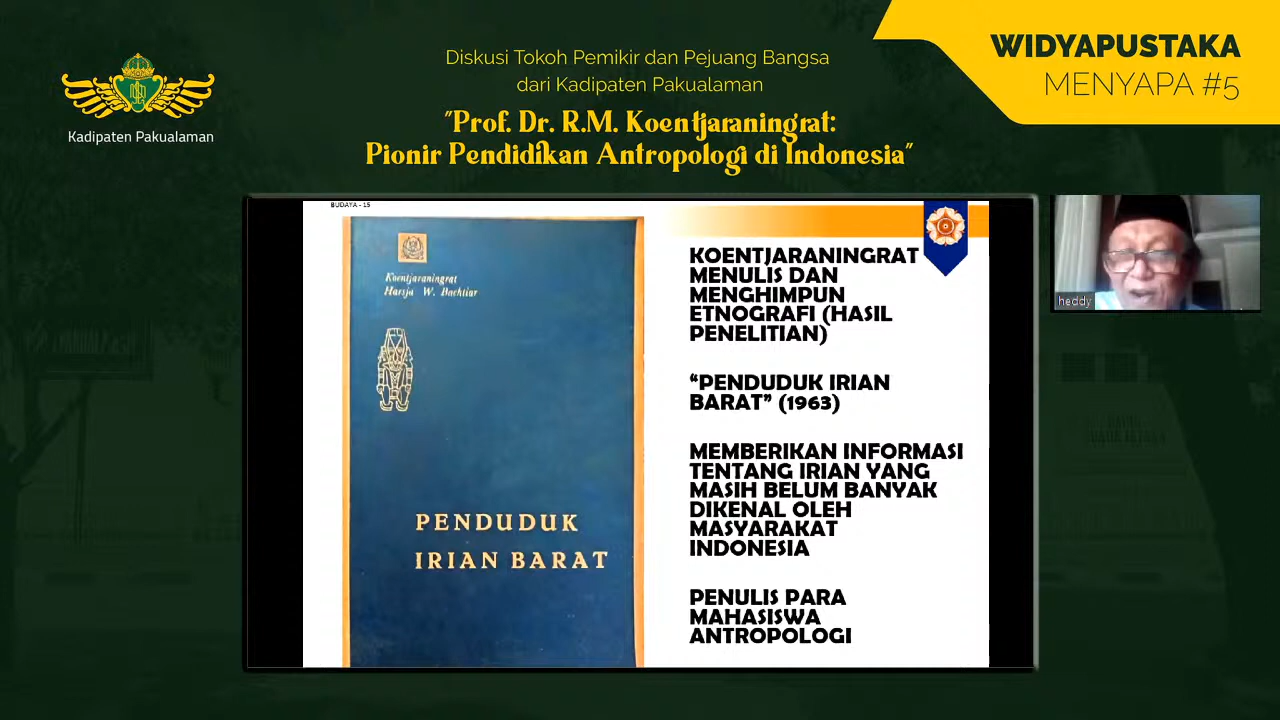 Diskusi Tokoh Pemikir dan Pejuang Bangsa
dari Kadipaten Pakualaman
"Prof. Dr. R.M. Koentjaraningrat:
Pionir Pendidikan Antropologi di Indonesia"
WIDYAPUSTAKA
MENYAPA #5
Kadipaten Pakualaman
BUDAYA - 15
Koentjaraningrat
Harsja W. Bachtiar
PENDUDUK
IRIAN BARAT
KOENTJARANINGRAT
MENULIS DAN
MENGHIMPUN
ETNOGRAFI (HASIL
PENELITIAN)
“PENDUDUK IRIAN
BARAT” (1963)
MEMBERIKAN INFORMASI
TENTANG IRIAN YANG
MASIH BELUM BANYAK
DIKENAL OLEH
MASYARAKAT
INDONESIA
PENULIS PARA
MAHASISWA
ANTROPOLOGI
heddy